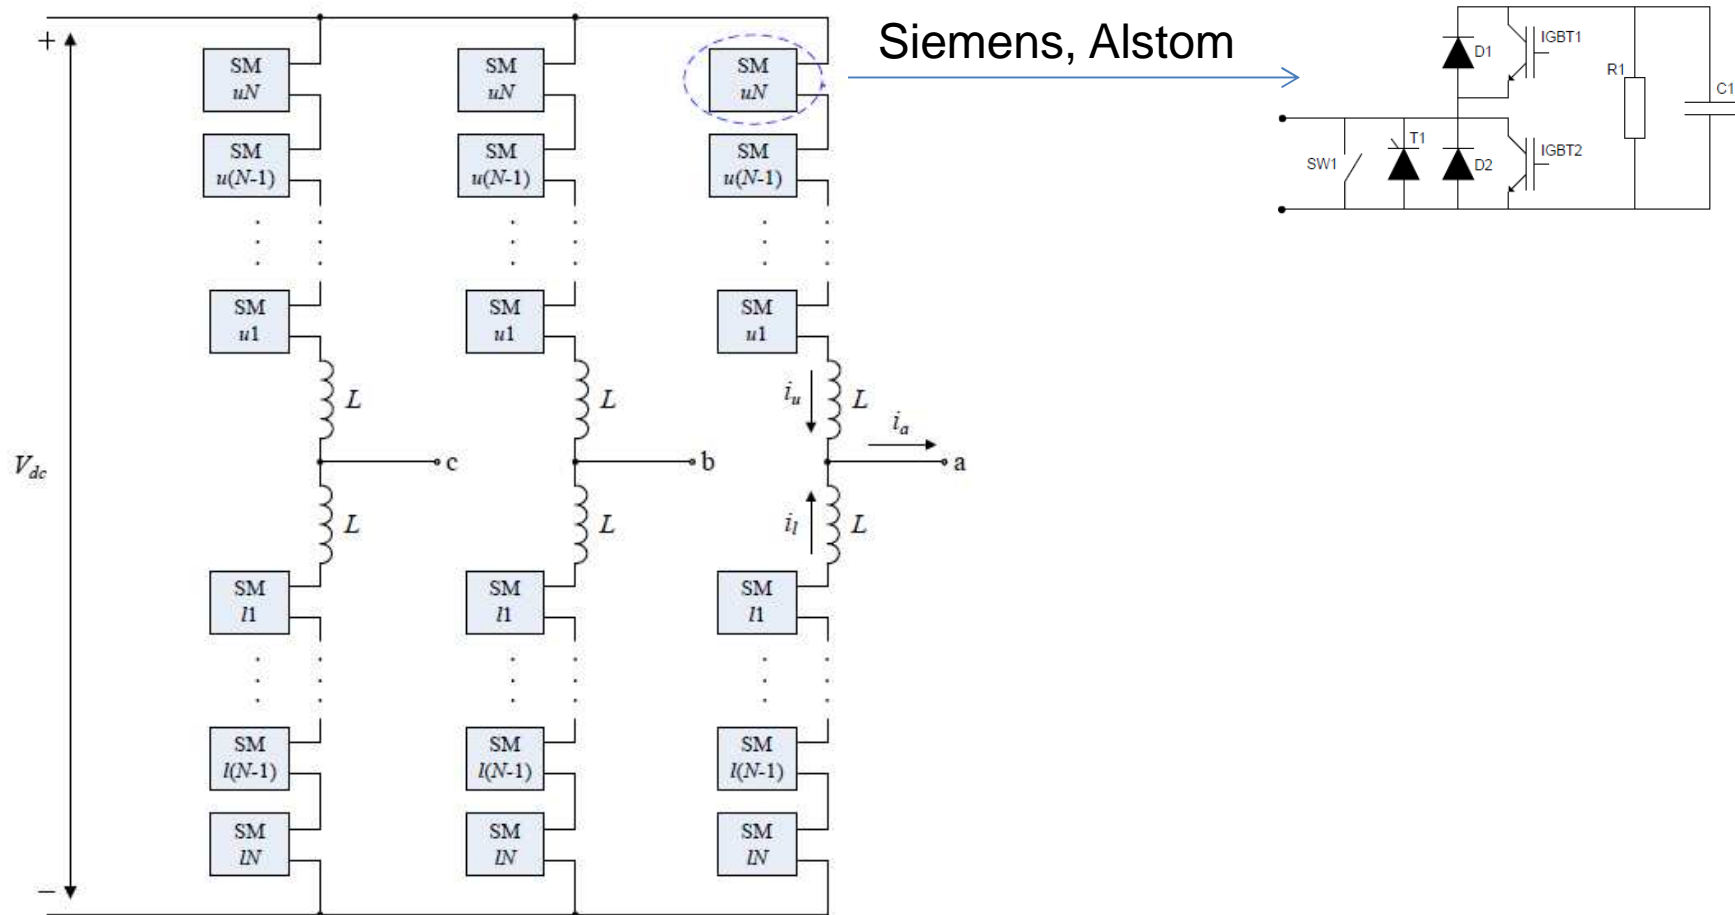 +
SM
uN
SM
uN
SM
uN
Siemens, Alstom
D1
IGBT1
R1
C1
SM
u(N-1)
SM
u(N-1)
SM
u(N-1)
SW1
T1
D2
IGBT2
SM
u1
SM
u1
SM
u1
L
L
i_u
L
i_a
V_dc
c
b
a
L
L
i_l
L
SM
l1
SM
l1
SM
l1
SM
l(N-1)
SM
l(N-1)
SM
l(N-1)
SM
lN
SM
lN
SM
lN
−